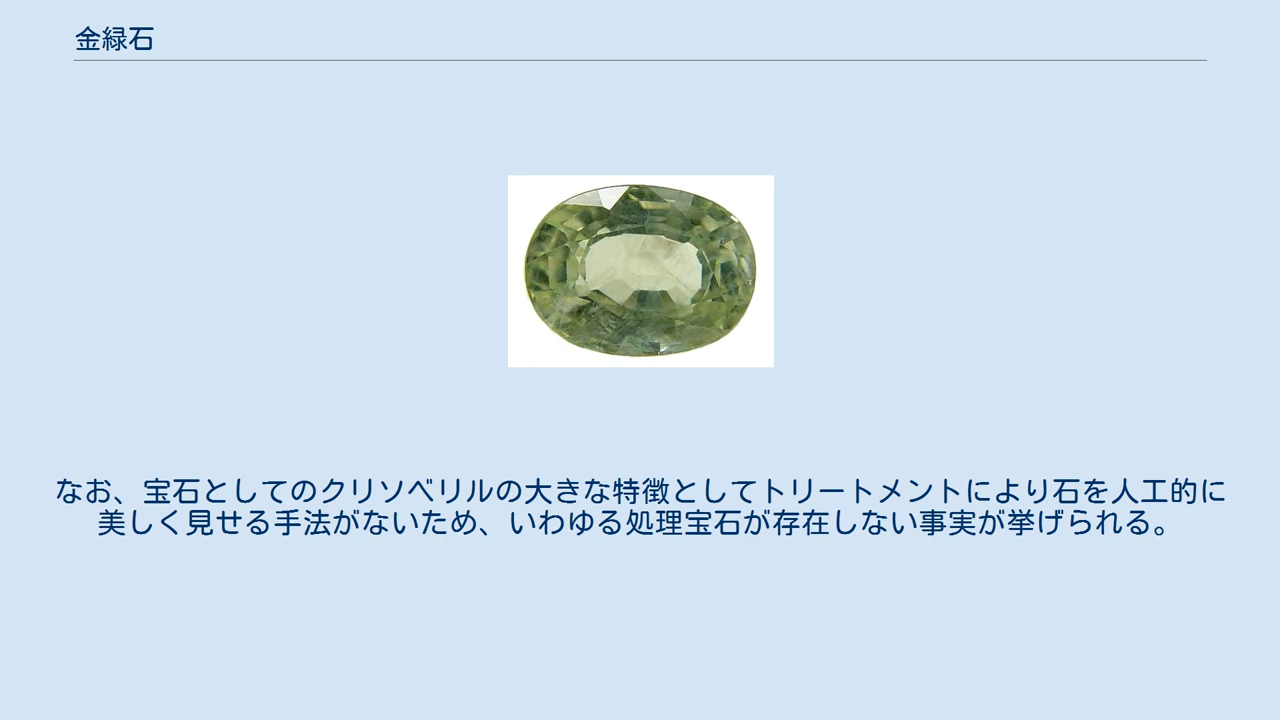 金緑石
なお、宝石としてのクリソベリルの大きな特徴としてトリートメントにより石を人工的に
美しく見せる手法がないため、いわゆる処理宝石が存在しない事実が挙げられる。